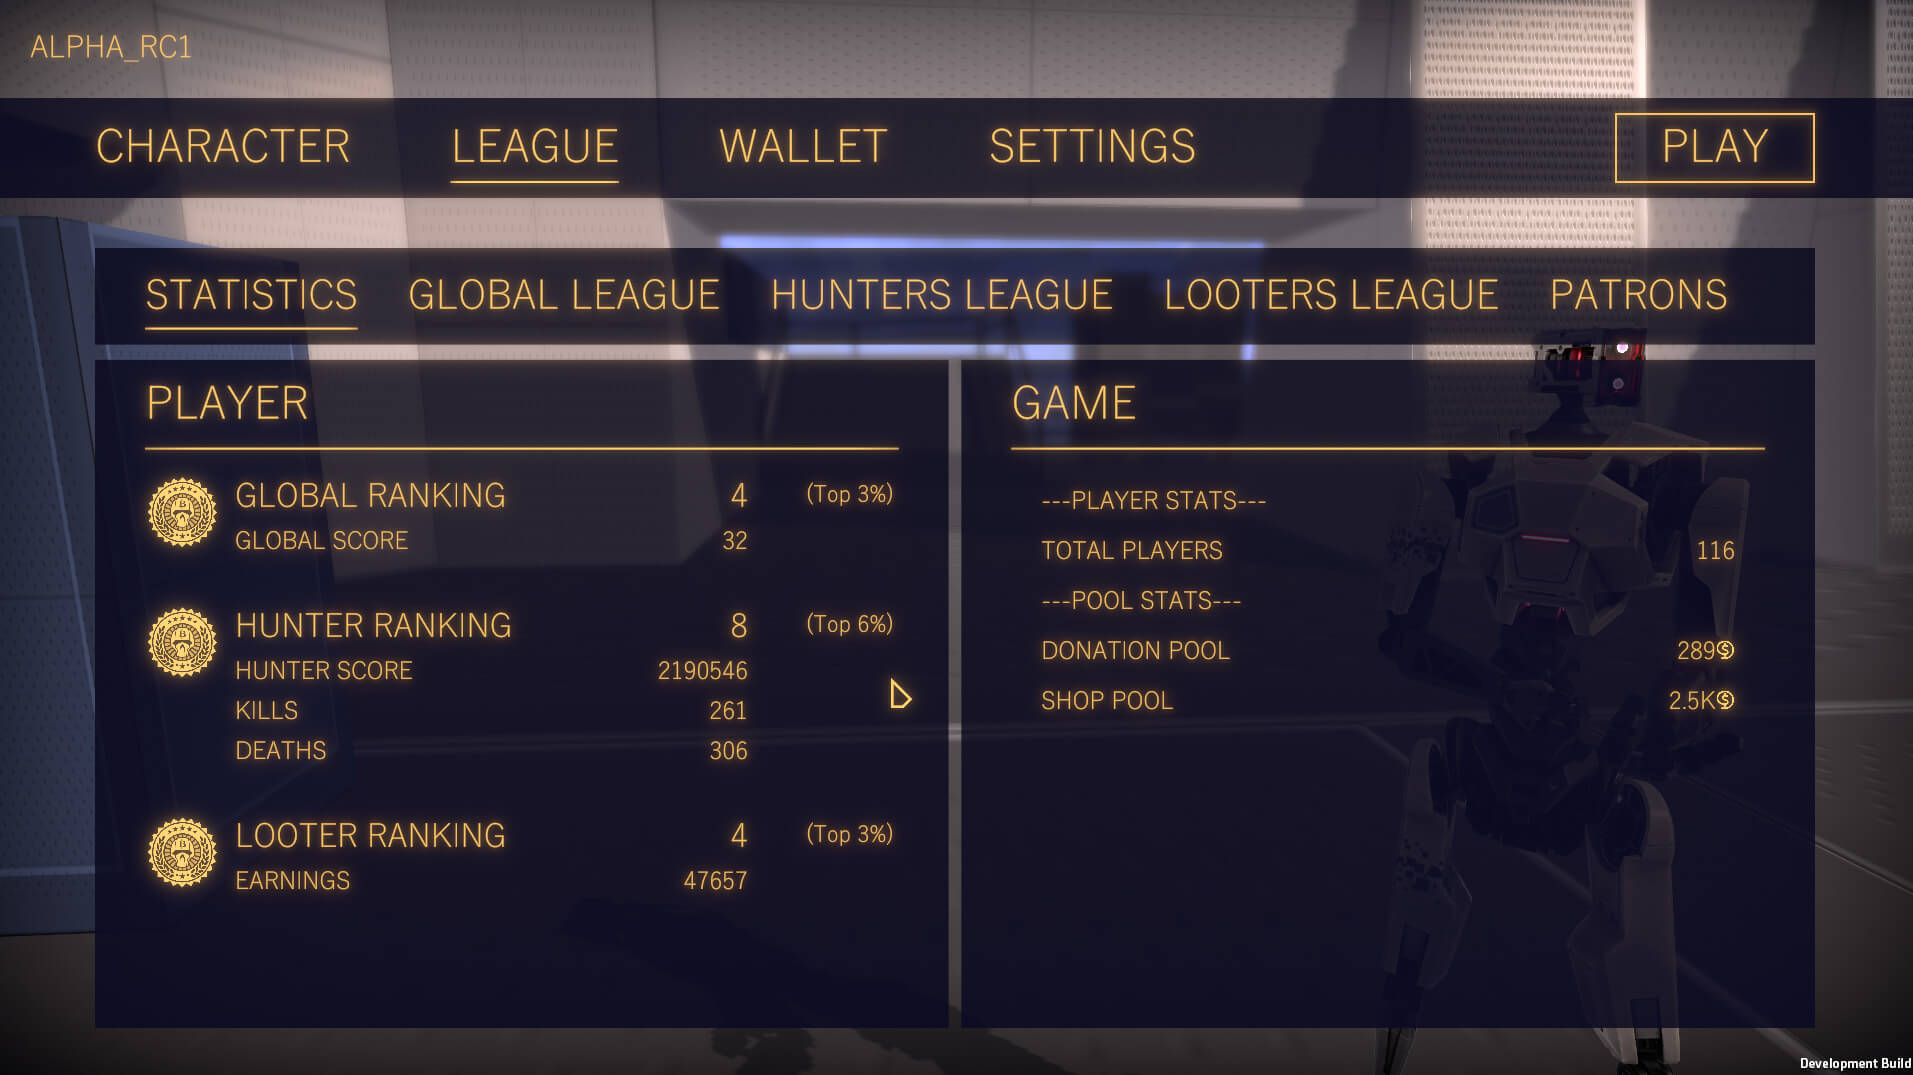 ALPHA_RC1
CHARACTER LEAGUE WALLET SETTINGS PLAY
STATISTICS GLOBAL LEAGUE HUNTERS LEAGUE LOOTERS LEAGUE PATRONS
PLAYER
GLOBAL RANKING 4 (Top 3%)
GLOBAL SCORE 32
HUNTER RANKING 8 (Top 6%)
HUNTER SCORE 2190546
KILLS 261
DEATHS 306
LOOTER RANKING 4 (Top 3%)
EARNINGS 47657
GAME
---PLAYER STATS---
TOTAL PLAYERS 116
---POOL STATS---
DONATION POOL 289
SHOP POOL 2.5K
Development Build